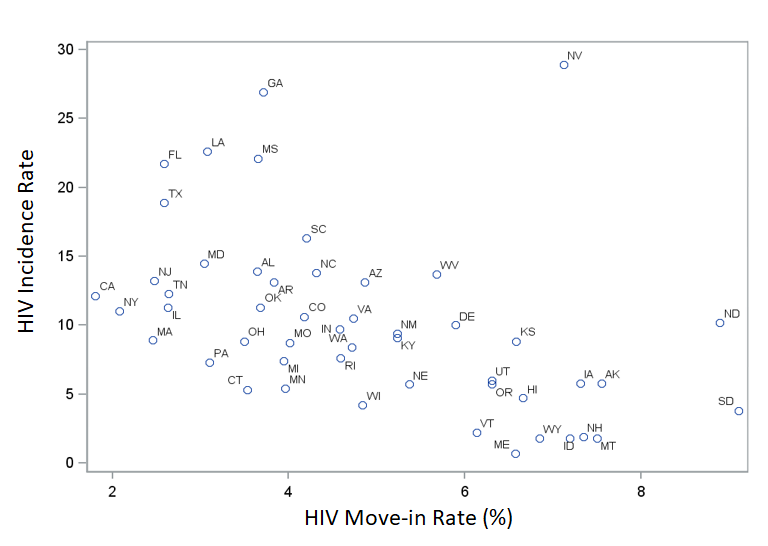 30
25
20
15
10
5
0
HIV Incidence Rate
NV
GA
LA
MS
FL
TX
SC
MD
AL
NC
WV
NJ
AZ
TN
AR
CA
OK
NY
IL
CO
VA
ND
DE
NM
IN
MA
OH
MO
WA
KY
KS
PA
RI
MI
UT
IA
AK
CT
MN
NE
OR
HI
WI
SD
VT
WY
NH
ME
ID
MT
2
4
6
8
HIV Move-in Rate (%)